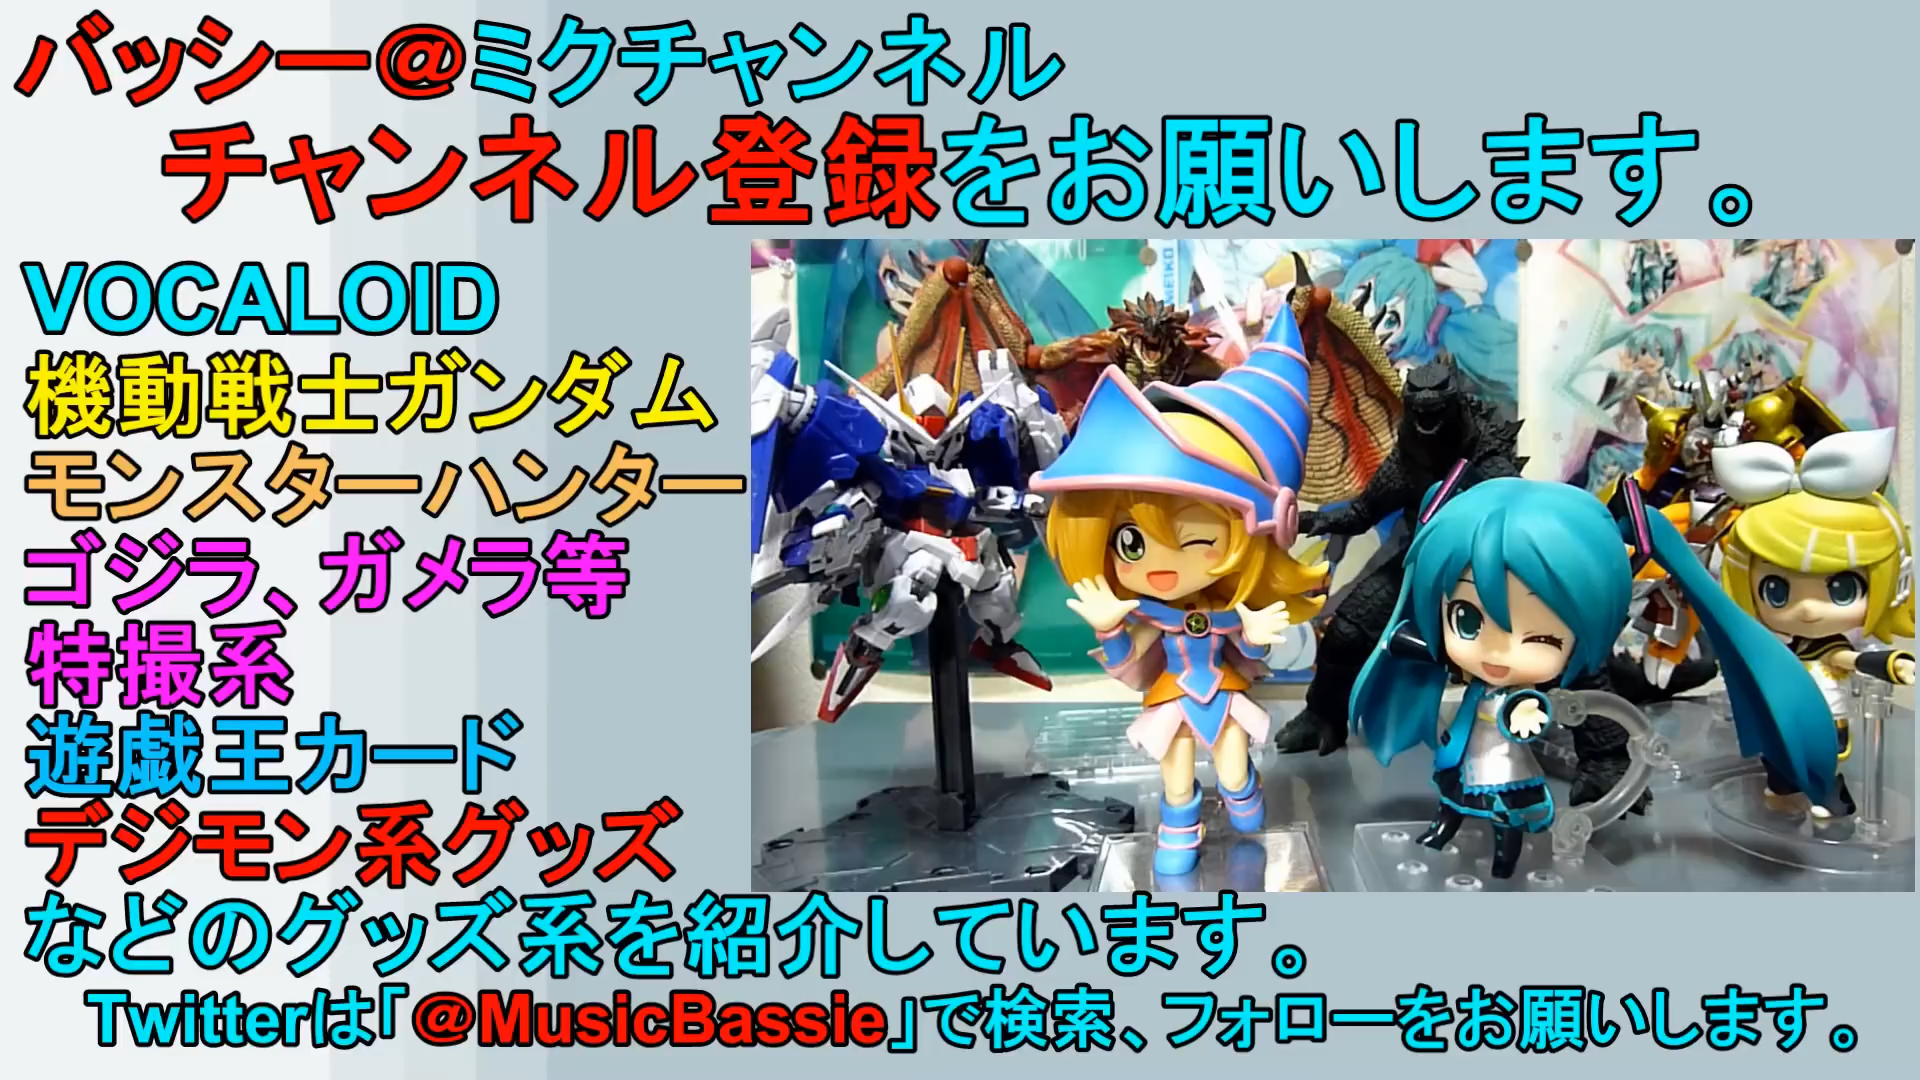 バッシー＠ミクチャンネル
チャンネル登録をお願いします。
VOCALOID
機動戦士ガンダム
モンスターハンター
ゴジラ、ガメラ等
特撮系
遊戯王カード
デジモン系グッズ
などのグッズ系を紹介しています。
Twitterは「＠MusicBassie」で検索、フォローをお願いします。
MEIKO